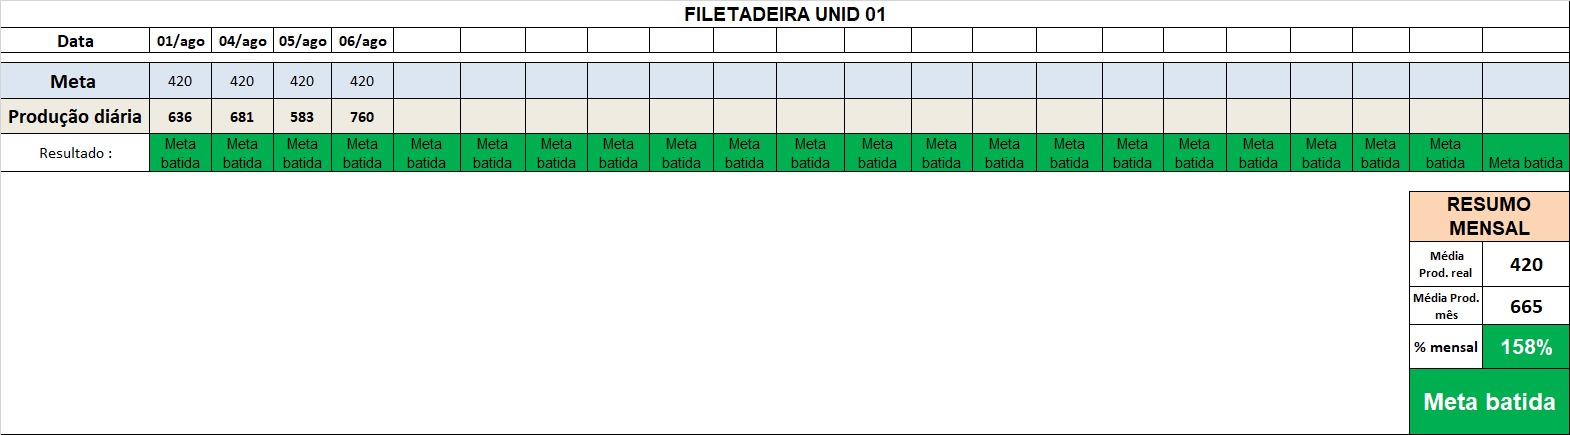 FILETADEIRA UNID 01
Data 01/ago 04/ago 05/ago 06/ago
Meta 420 420 420 420
Produção diária 636 681 583 760
Resultado : Meta batida Meta batida Meta batida Meta batida Meta batida Meta batida Meta batida Meta batida Meta batida Meta batida Meta batida Meta batida Meta batida Meta batida Meta batida Meta batida Meta batida Meta batida Meta batida Meta batida Meta batida Meta batida
RESUMO
MENSAL
Média
Prod. real 420
Média Prod.
mês 665
% mensal 158%
Meta batida